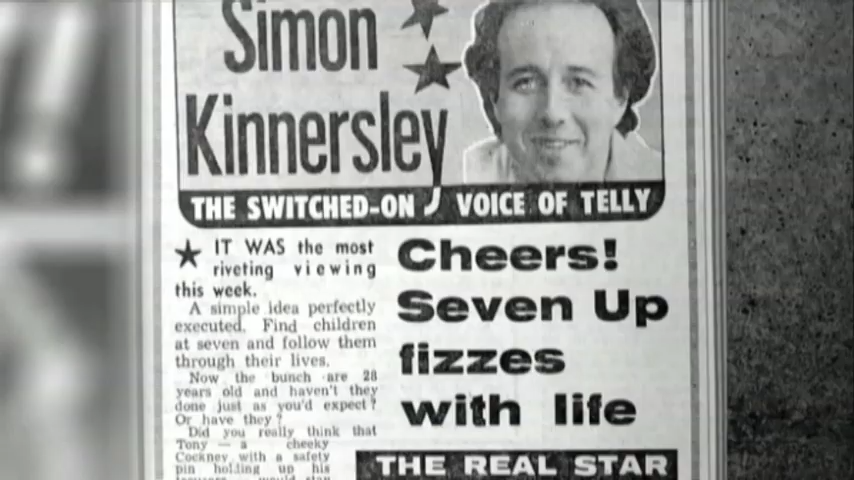 Simon
Kinnersley
THE SWITCHED-ON VOICE OF TELLY
IT WAS the most
riveting viewing
this week.
A simple idea perfectly
executed. Find children
at seven and follow them
through their lives.
Now the bunch are 28
years old and haven't they
done just as you'd expect?
Or have they?
Did you really think that
Tony — a cheeky
Cockney with a safety
pin holding up his
Cheers!
Seven Up
fizzes
with life
THE REAL STAR